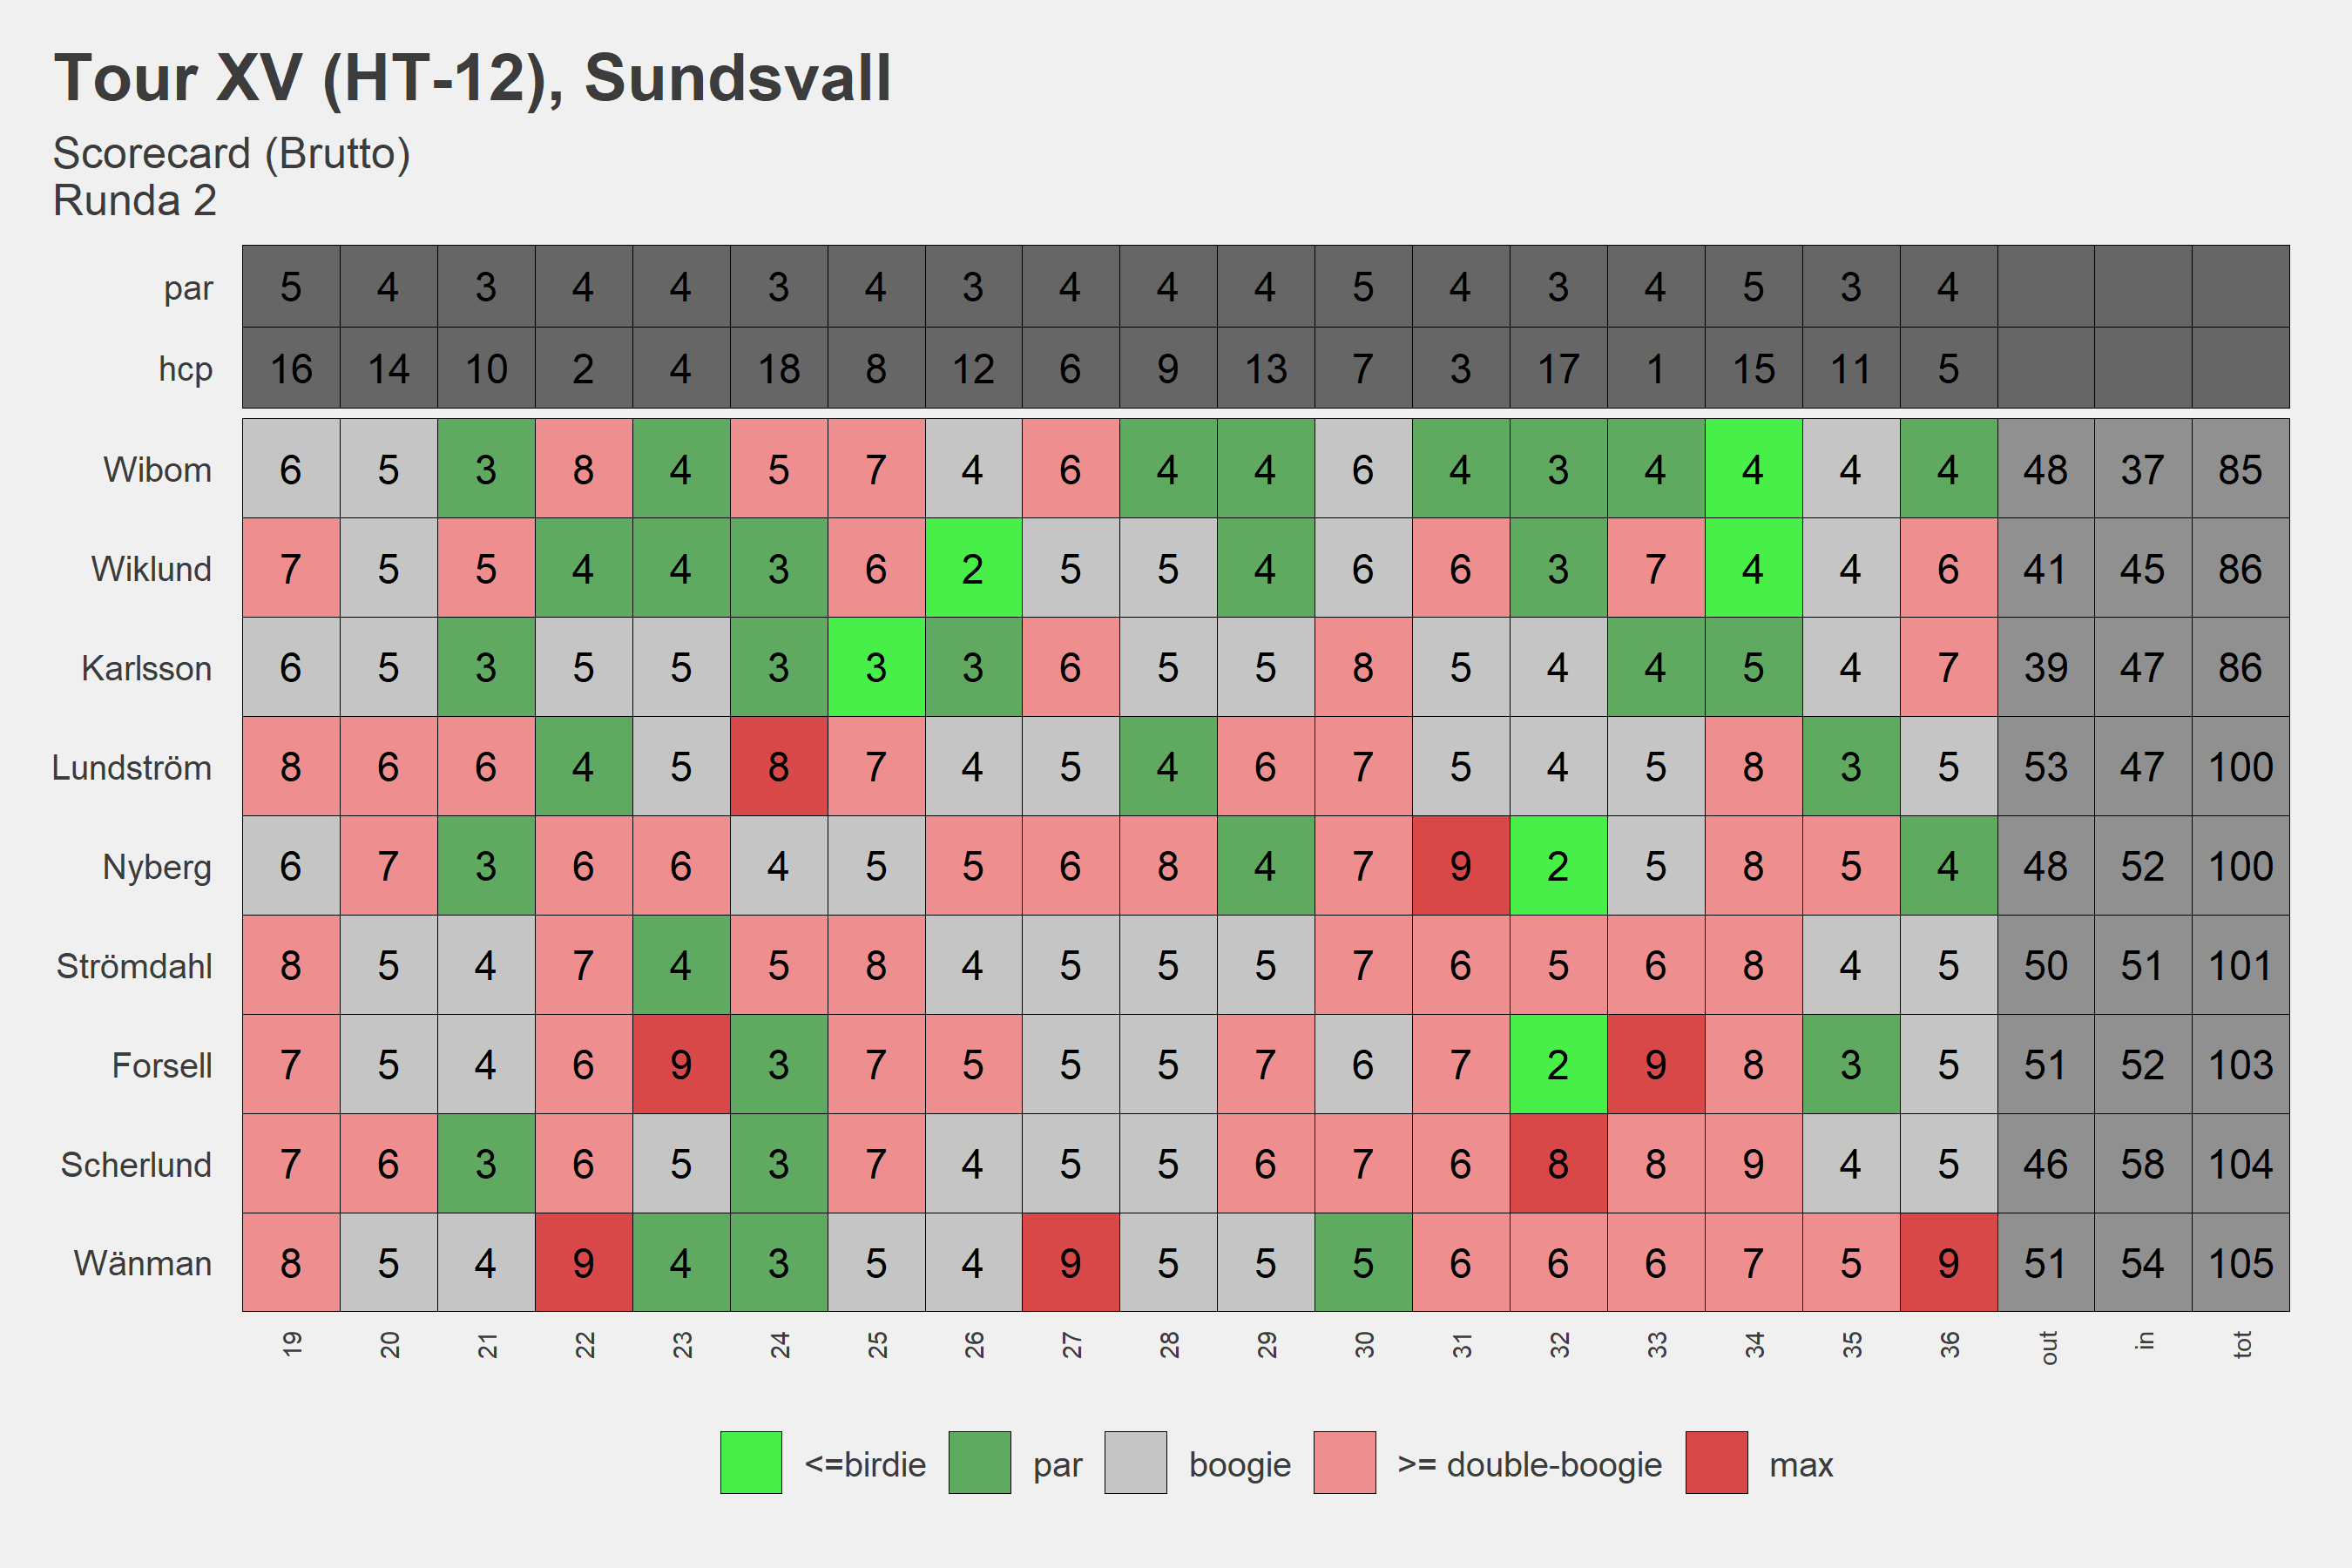 Tour XV (HT-12), Sundsvall
Scorecard (Brutto)
Runda 2
par 5 4 3 4 4 3 4 3 4 4 4 5 4 3 4 5 3 4
hcp 16 14 10 2 4 18 8 12 6 9 13 7 3 17 1 15 11 5
Wibom 6 5 3 8 4 5 7 4 6 4 4 6 4 3 4 4 4 4 48 37 85
Wiklund 7 5 5 4 4 3 6 2 5 5 4 6 6 3 7 4 4 6 41 45 86
Karlsson 6 5 3 5 5 3 3 3 6 5 5 8 5 4 4 5 4 7 39 47 86
Lundström 8 6 6 4 5 8 7 4 5 4 6 7 5 4 5 8 3 5 53 47 100
Nyberg 6 7 3 6 6 4 5 5 6 8 4 7 9 2 5 8 5 4 48 52 100
Strömdahl 8 5 4 7 4 5 8 4 5 5 5 7 6 5 6 8 4 5 50 51 101
Forsell 7 5 4 6 9 3 7 5 5 5 7 6 7 2 9 8 3 5 51 52 103
Scherlund 7 6 3 6 5 3 7 4 5 5 6 7 6 8 8 9 4 5 46 58 104
Wänman 8 5 4 9 4 3 5 4 9 5 5 5 6 6 6 7 5 9 51 54 105
19 20 21 22 23 24 25 26 27 28 29 30 31 32 33 34 35 36 out in tot
<=birdie par boogie >= double-boogie max